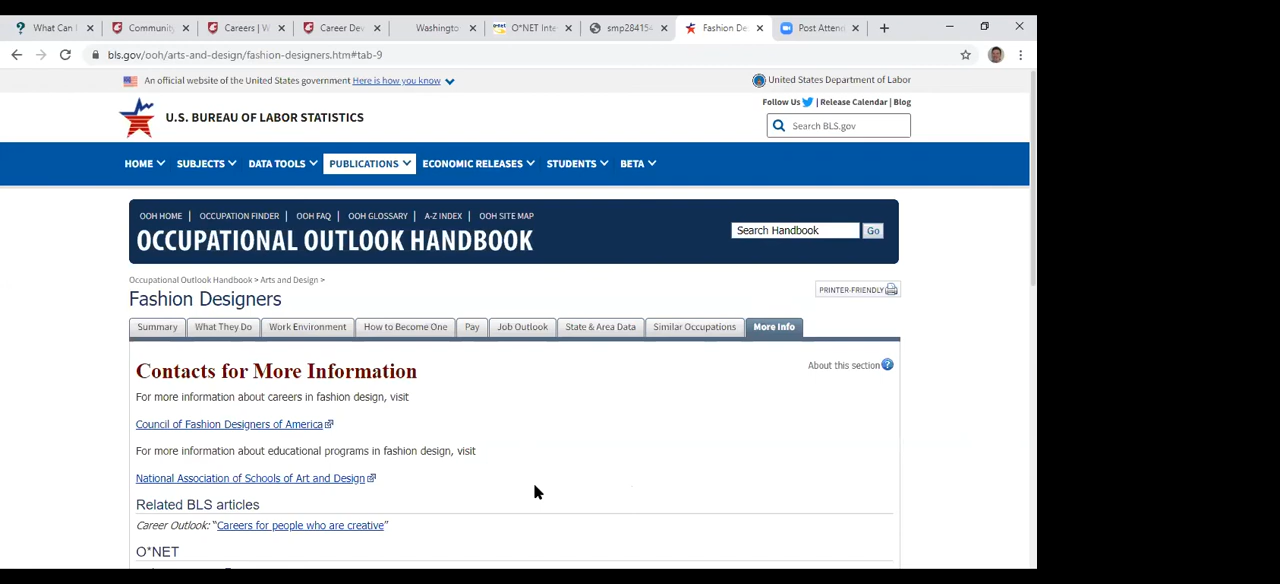 What Can I
Community
Careers | W
Career Dev
Washingto
O*NET Inte
smp284154
Fashion De
Post Atten
bls.gov/ooh/arts-and-design/fashion-designers.htm#tab-9
An official website of the United States government Here is how you know
United States Department of Labor
Follow Us | Release Calendar | Blog
U.S. BUREAU OF LABOR STATISTICS
Search BLS.gov
HOME SUBJECTS DATA TOOLS PUBLICATIONS ECONOMIC RELEASES STUDENTS BETA
OOH HOME | OCCUPATION FINDER | OOH FAQ | OOH GLOSSARY | A-Z INDEX | OOH SITE MAP
OCCUPATIONAL OUTLOOK HANDBOOK
Search Handbook Go
Occupational Outlook Handbook > Arts and Design >
Fashion Designers
PRINTER-FRIENDLY
Summary What They Do Work Environment How to Become One Pay Job Outlook State & Area Data Similar Occupations More Info
Contacts for More Information
About this section ?
For more information about careers in fashion design, visit
Council of Fashion Designers of America
For more information about educational programs in fashion design, visit
National Association of Schools of Art and Design
Related BLS articles
Career Outlook: “Careers for people who are creative”
O*NET